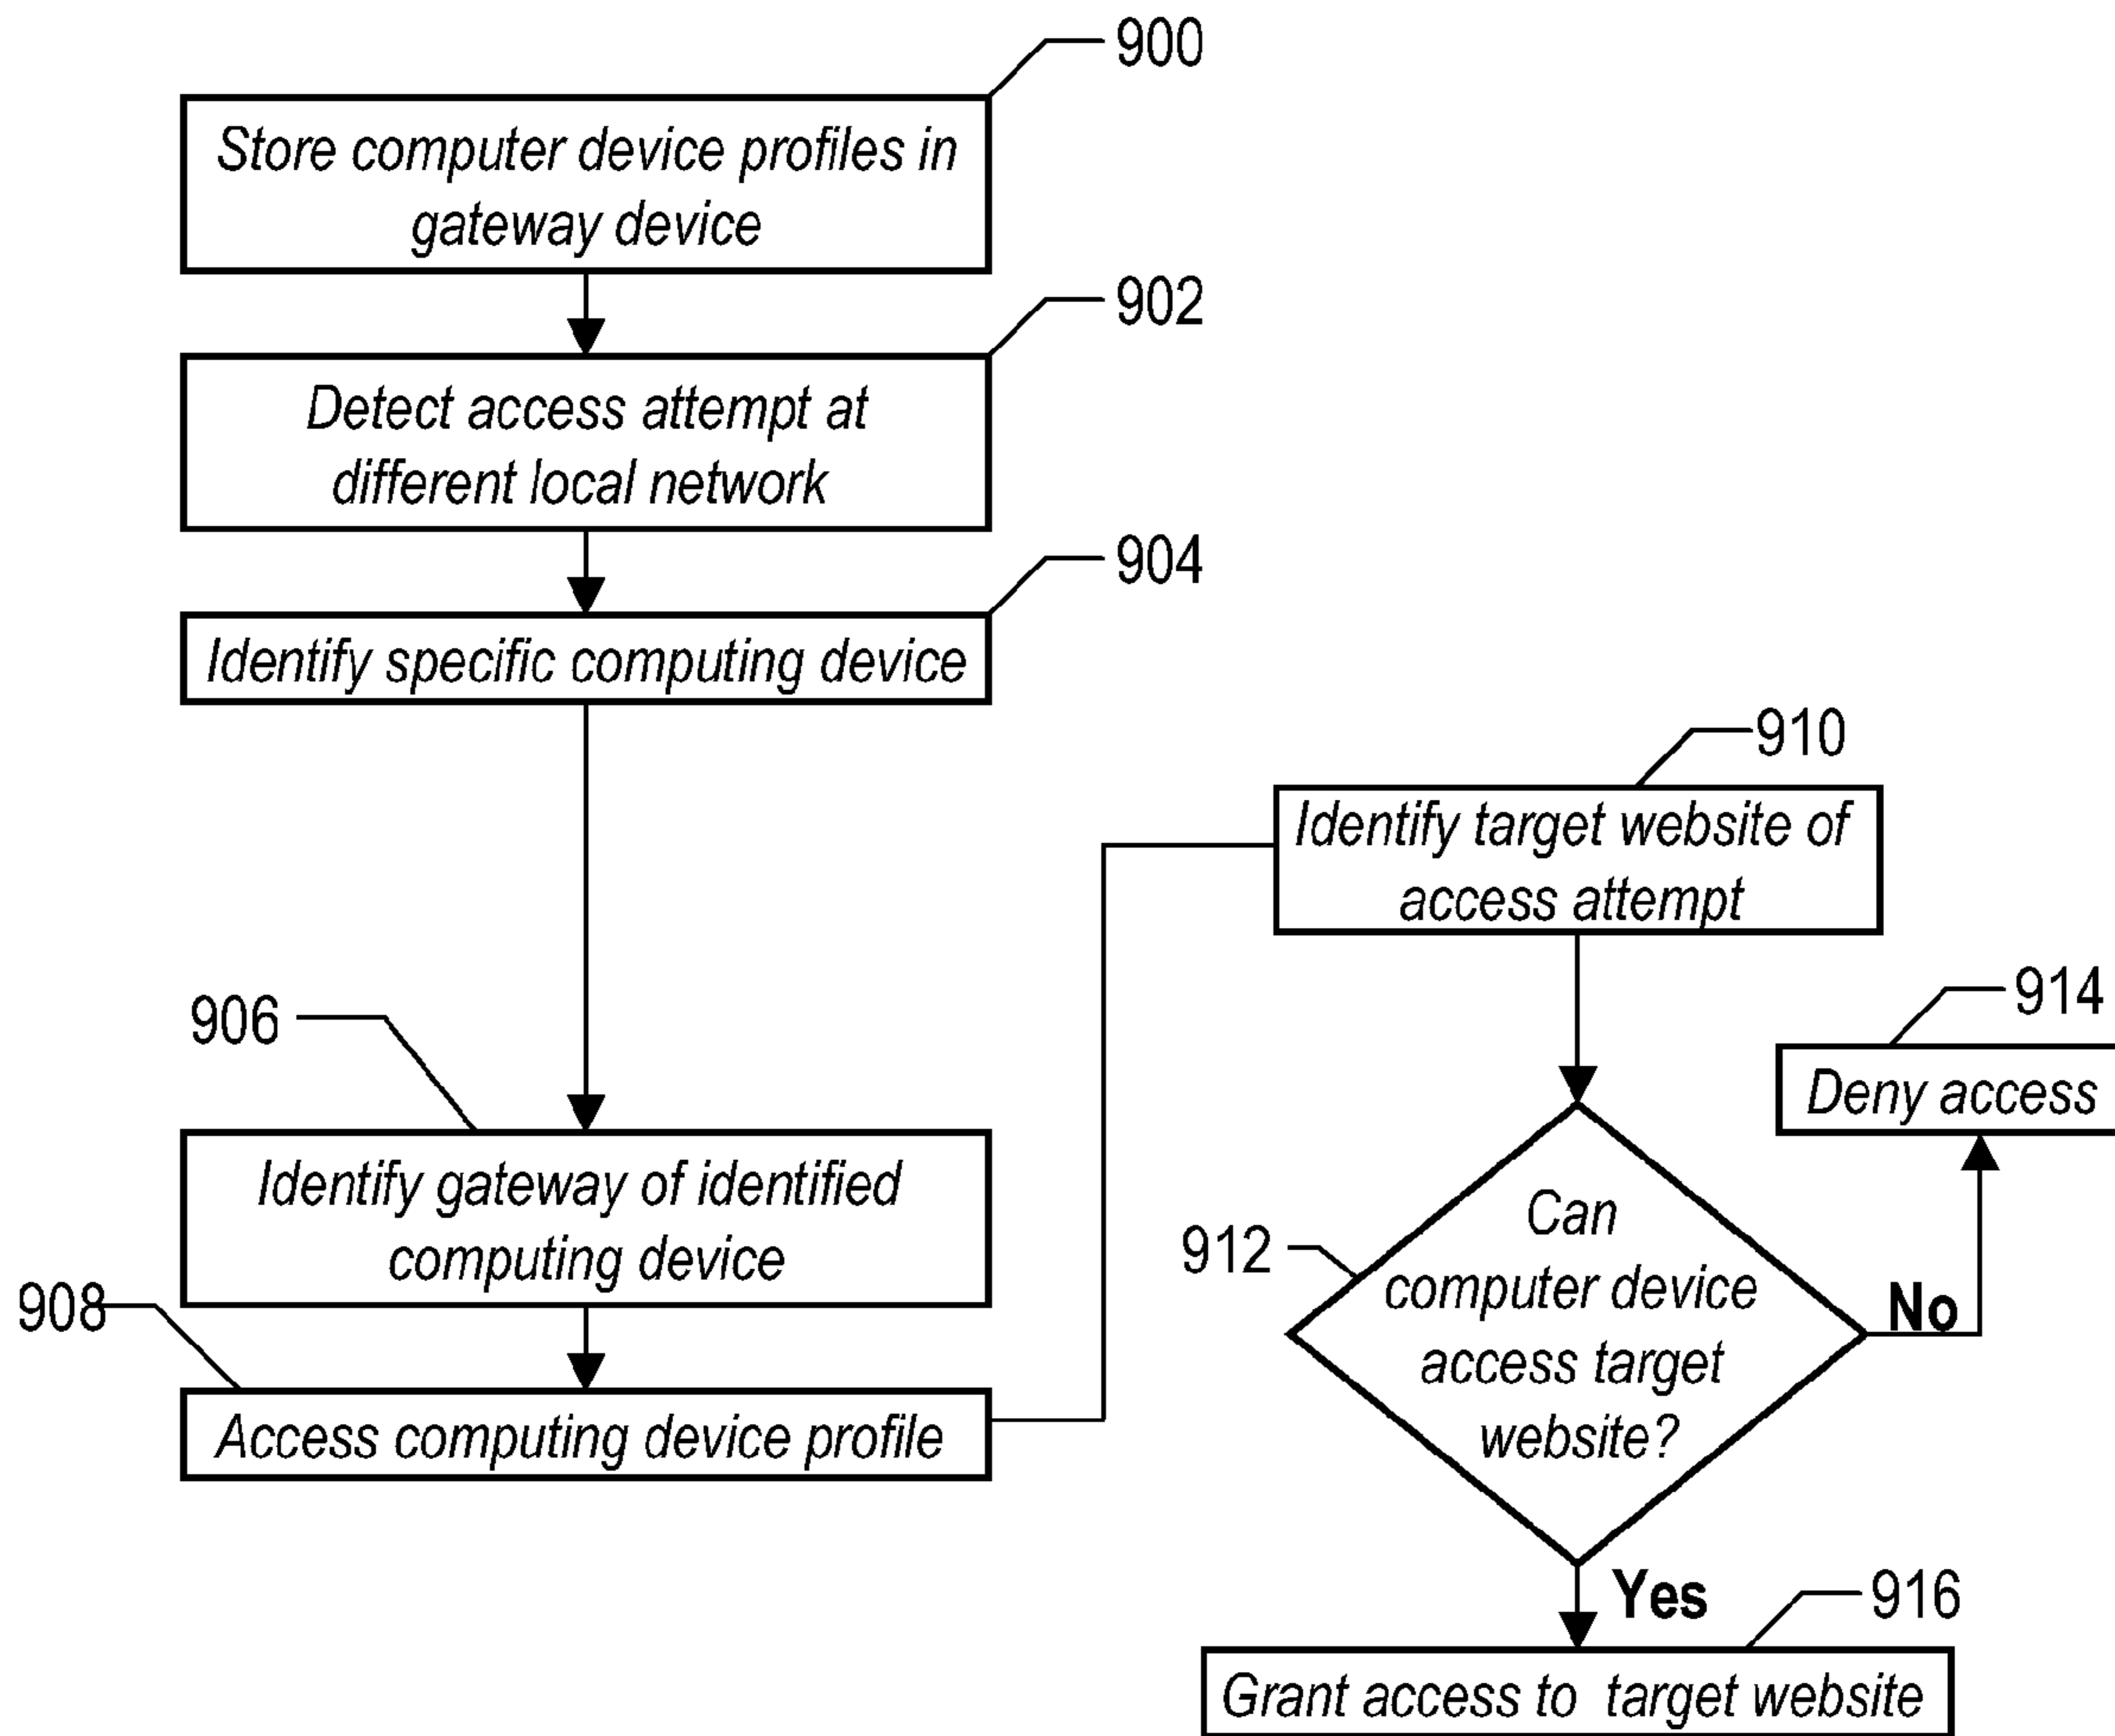 900
Store computer device profiles in
gateway device
902
Detect access attempt at
different local network
904
Identify specific computing device
906
Identify gateway of identified
computing device
908
Access computing device profile
910
Identify target website of
access attempt
912
Can
computer device
access target
website?
No
914
Deny access
Yes
916
Grant access to target website